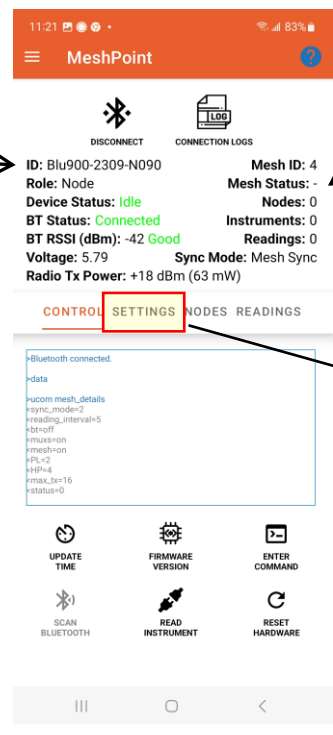 11:21 83%
MeshPoint ?
LOG
DISCONNECT CONNECTION LOGS
ID: Blu900-2309-N090 Mesh ID: 4
Role: Node Mesh Status: -
Device Status: Idle Nodes: 0
BT Status: Connected Instruments: 0
BT RSSI (dBm): -42 Good Readings: 0
Voltage: 5.79 Sync Mode: Mesh Sync
Radio Tx Power: +18 dBm (63 mW)
CONTROL SETTINGS NODES READINGS
>Bluetooth connected.
>data
>ucom mesh_details
<sync_mode=2
<reading_interval=5
<bt=off
<muxs=on
<mesh=on
<PL=2
<HP=4
<max_tx=16
<status=0
UPDATE TIME FIRMWARE VERSION ENTER COMMAND
SCAN BLUETOOTH READ INSTRUMENT RESET HARDWARE